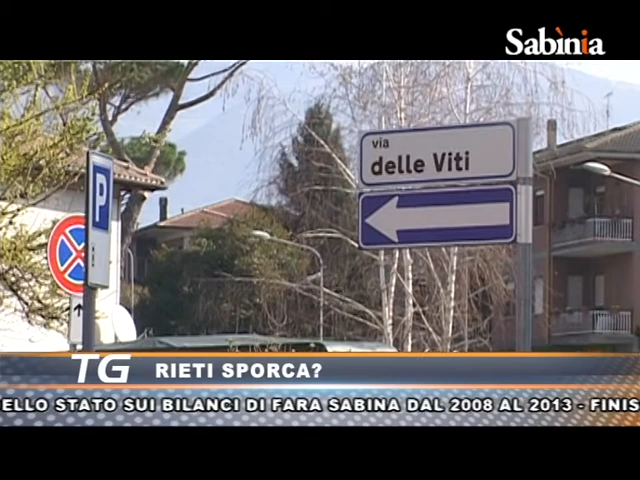 Sabìnia
via
delle Viti
P
TG RIETI SPORCA?
ELLO STATO SUI BILANCI DI FARA SABINA DAL 2008 AL 2013 - FINIS